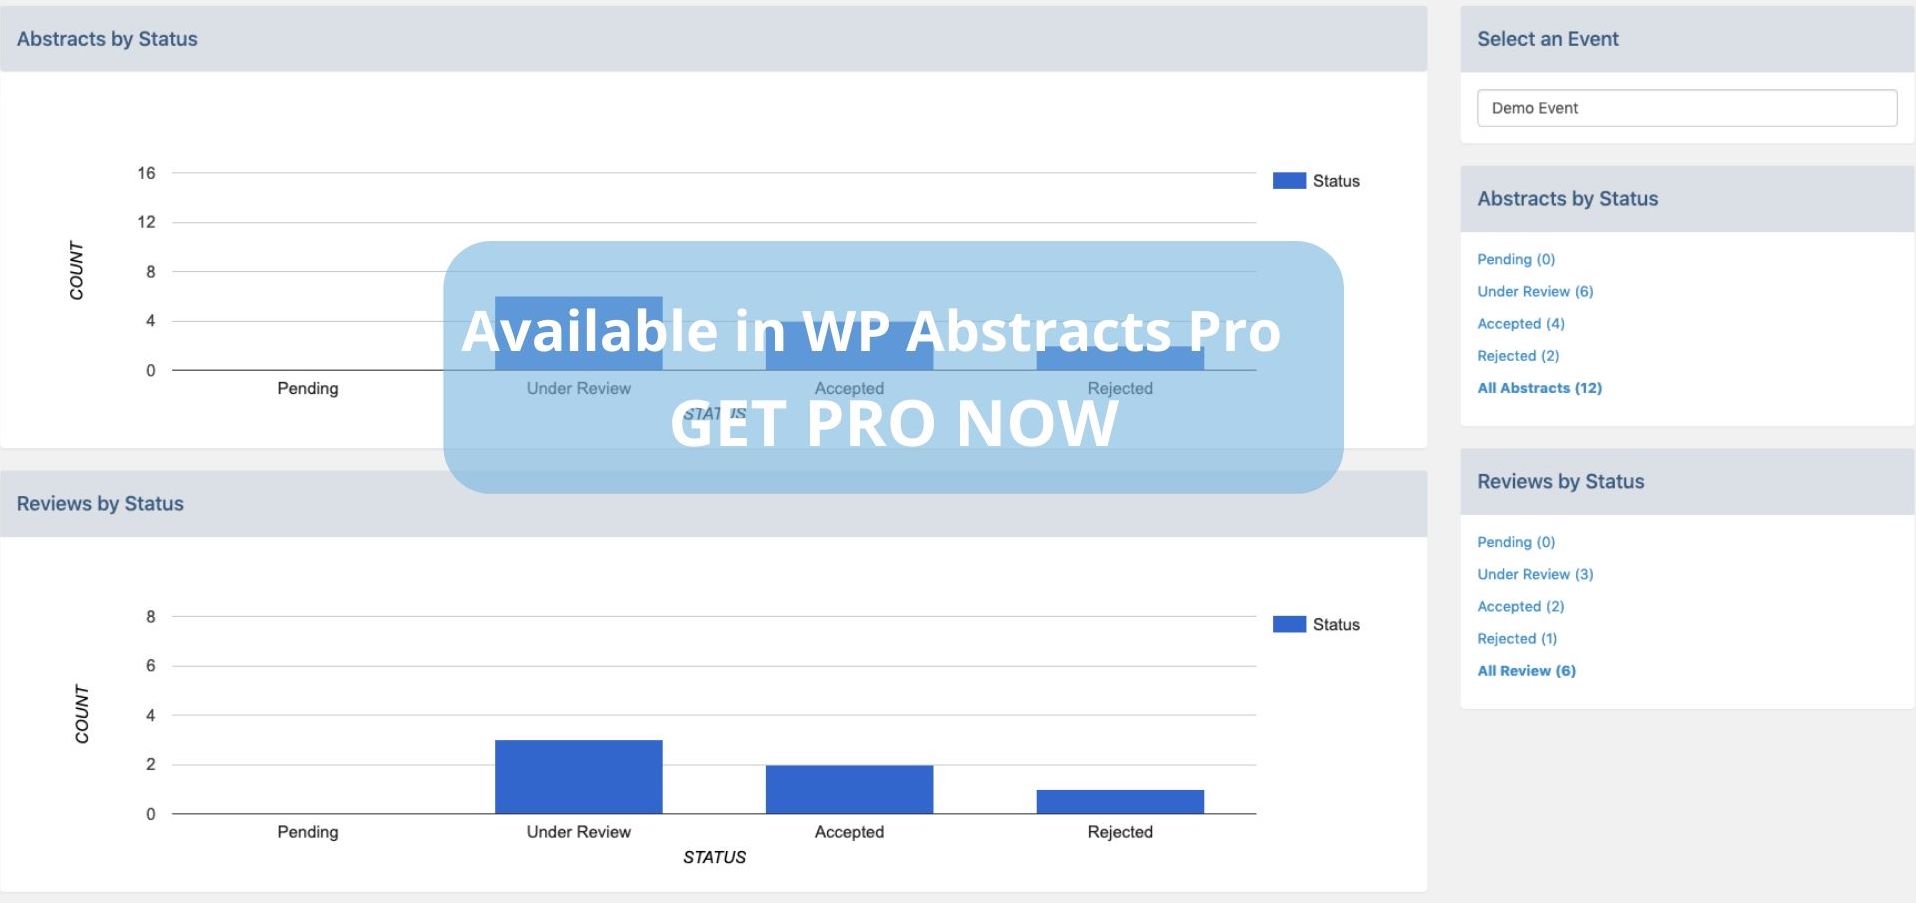 Abstracts by Status
COUNT
16
12
8
4
0
Pending
Under Review
Accepted
Rejected
STATUS
Status
Available in WP Abstracts Pro
GET PRO NOW
Reviews by Status
COUNT
8
6
4
2
0
Pending
Under Review
Accepted
Rejected
STATUS
Status
Select an Event
Demo Event
Abstracts by Status
Pending (0)
Under Review (6)
Accepted (4)
Rejected (2)
All Abstracts (12)
Reviews by Status
Pending (0)
Under Review (3)
Accepted (2)
Rejected (1)
All Review (6)